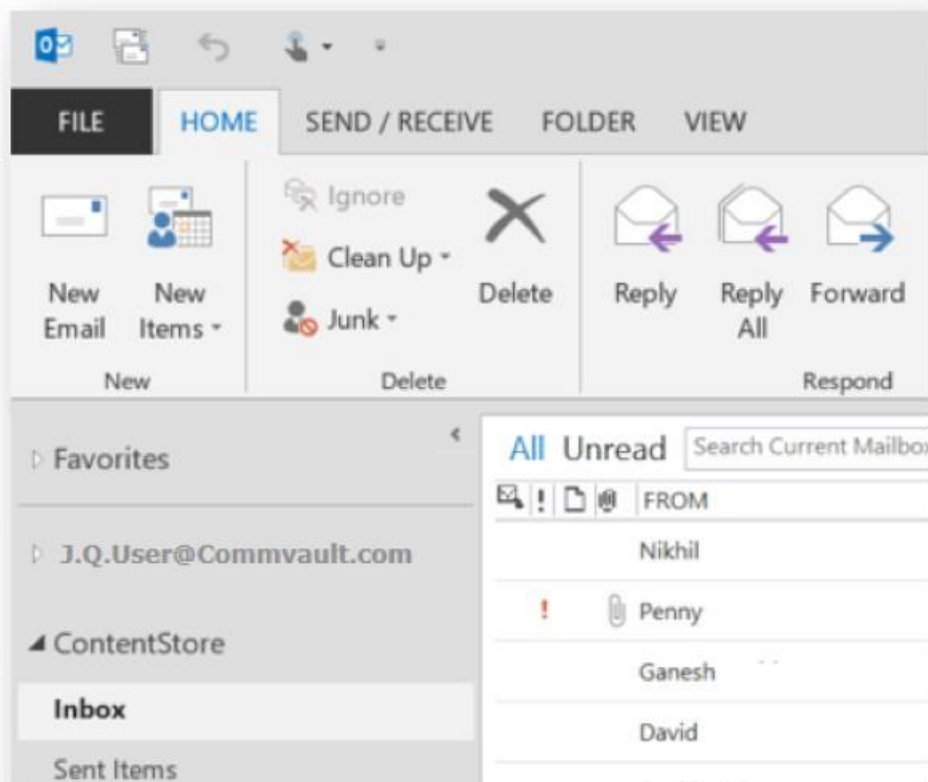 FILE HOME SEND / RECEIVE FOLDER VIEW
Ignore
Clean Up
Junk
New Email
New Items
Delete
Reply
Reply All
Forward
New
Delete
Respond
Favorites
J.Q.User@Commvault.com
ContentStore
Inbox
Sent Items
All Unread Search Current Mailbox
! FROM
Nikhil
! Penny
Ganesh
David